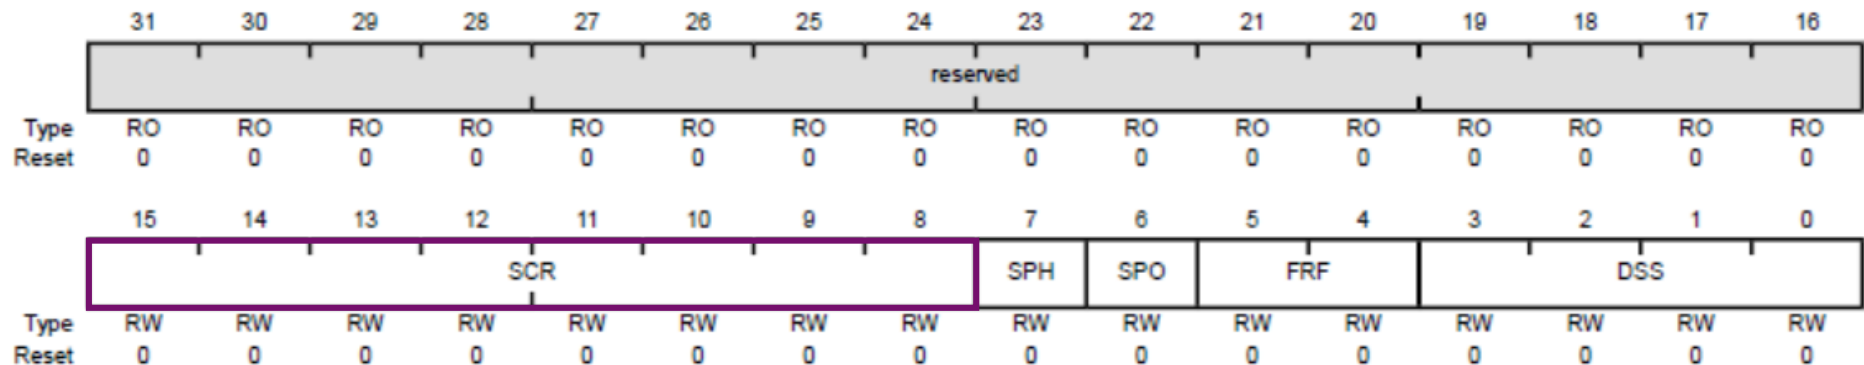 31 30 29 28 27 26 25 24 23 22 21 20 19 18 17 16
reserved
Type RO RO RO RO RO RO RO RO RO RO RO RO RO RO RO RO
Reset 0 0 0 0 0 0 0 0 0 0 0 0 0 0 0 0
15 14 13 12 11 10 9 8 7 6 5 4 3 2 1 0
SCR SPH SPO FRF DSS
Type RW RW RW RW RW RW RW RW RW RW RW RW RW RW RW RW
Reset 0 0 0 0 0 0 0 0 0 0 0 0 0 0 0 0